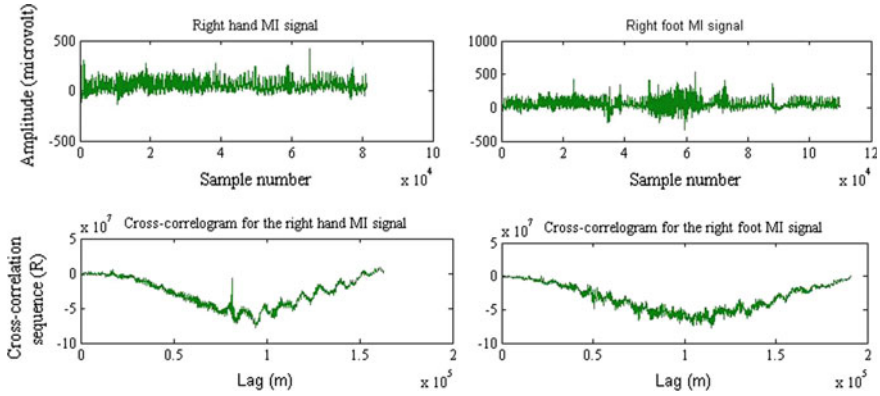 Right hand MI signal
Right foot MI signal
Amplitude (microvolt)
500
0
-500
0 2 4 6 8 10
Sample number
x 10^4
1000
500
0
-500
0 2 4 6 8 10 12
Sample number
x 10^4
x 10^7
Cross-correlogram for the right hand MI signal
Cross-correlation
sequence (R)
5
0
-5
-10
0 0.5 1 1.5 2
Lag (m)
x 10^5
x 10^7
Cross-correlogram for the right foot MI signal
5
0
-5
-10
0 0.5 1 1.5 2
Lag (m)
x 10^5